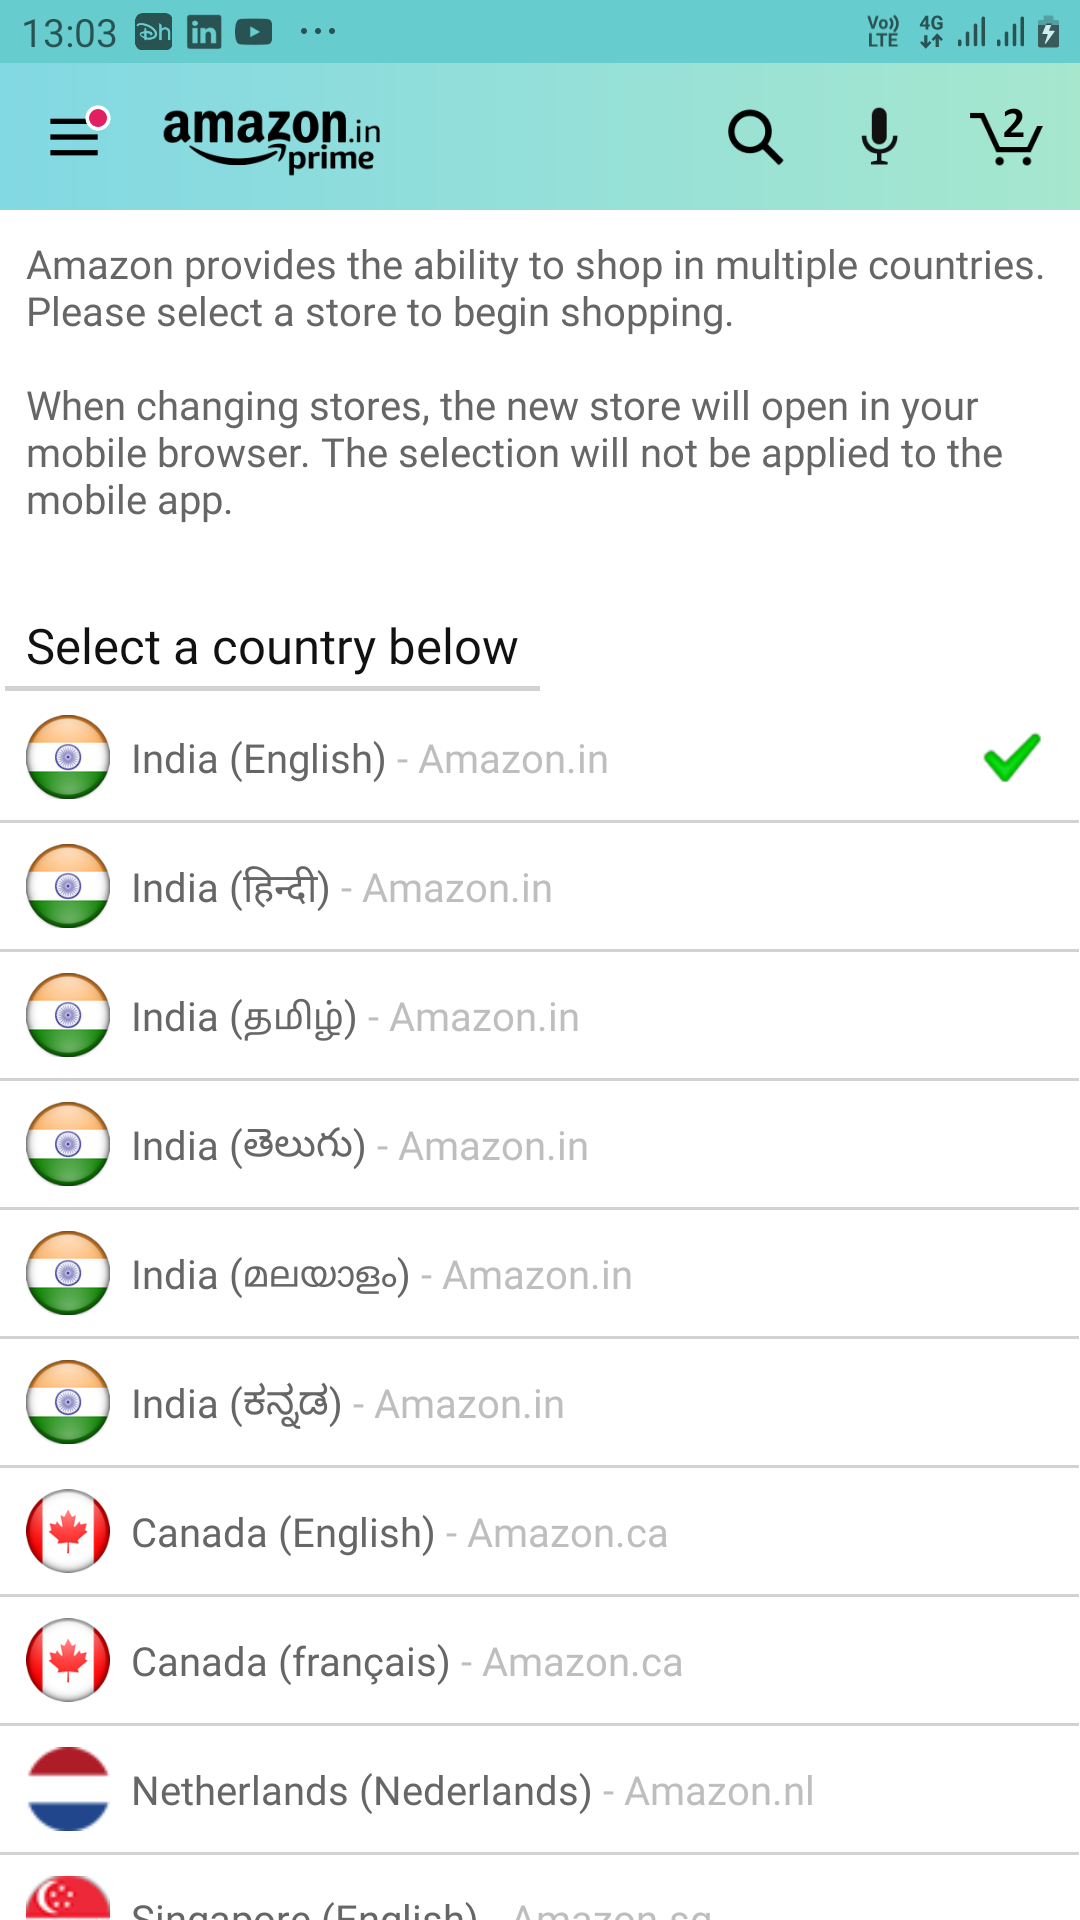 13:03 Dh in Vo)) LTE 4G
amazon.in
prime
2
Amazon provides the ability to shop in multiple countries.
Please select a store to begin shopping.
When changing stores, the new store will open in your
mobile browser. The selection will not be applied to the
mobile app.
Select a country below
India (English) - Amazon.in
India (हिन्दी) - Amazon.in
India (தமிழ்) - Amazon.in
India (తెలుగు) - Amazon.in
India (മലയാളം) - Amazon.in
India (ಕನ್ನಡ) - Amazon.in
Canada (English) - Amazon.ca
Canada (français) - Amazon.ca
Netherlands (Nederlands) - Amazon.nl
Singapore (English) - Amazon.sg